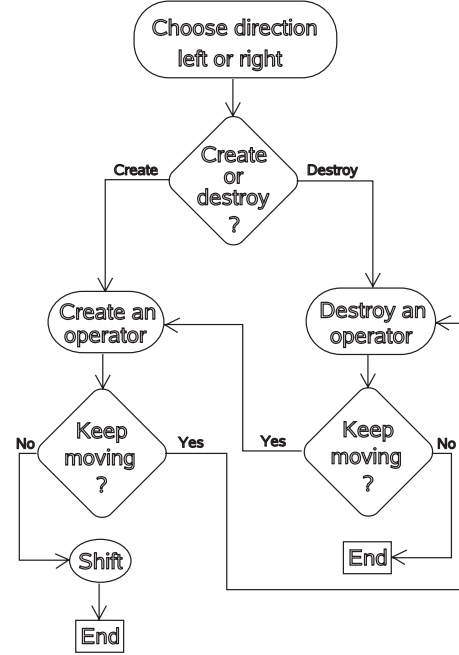 Choose direction
left or right
Create
or
destroy
?
Create
Destroy
Create an
operator
Destroy an
operator
Keep
moving
?
No
Yes
Keep
moving
?
Yes
No
Shift
End
End